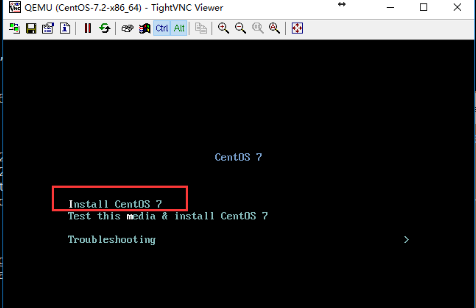 QEMU (CentOS-7.2-x86_64) - TightVNC Viewer
Ctrl Alt
CentOS 7
Install CentOS 7
Test this media & install CentOS 7
Troubleshooting >